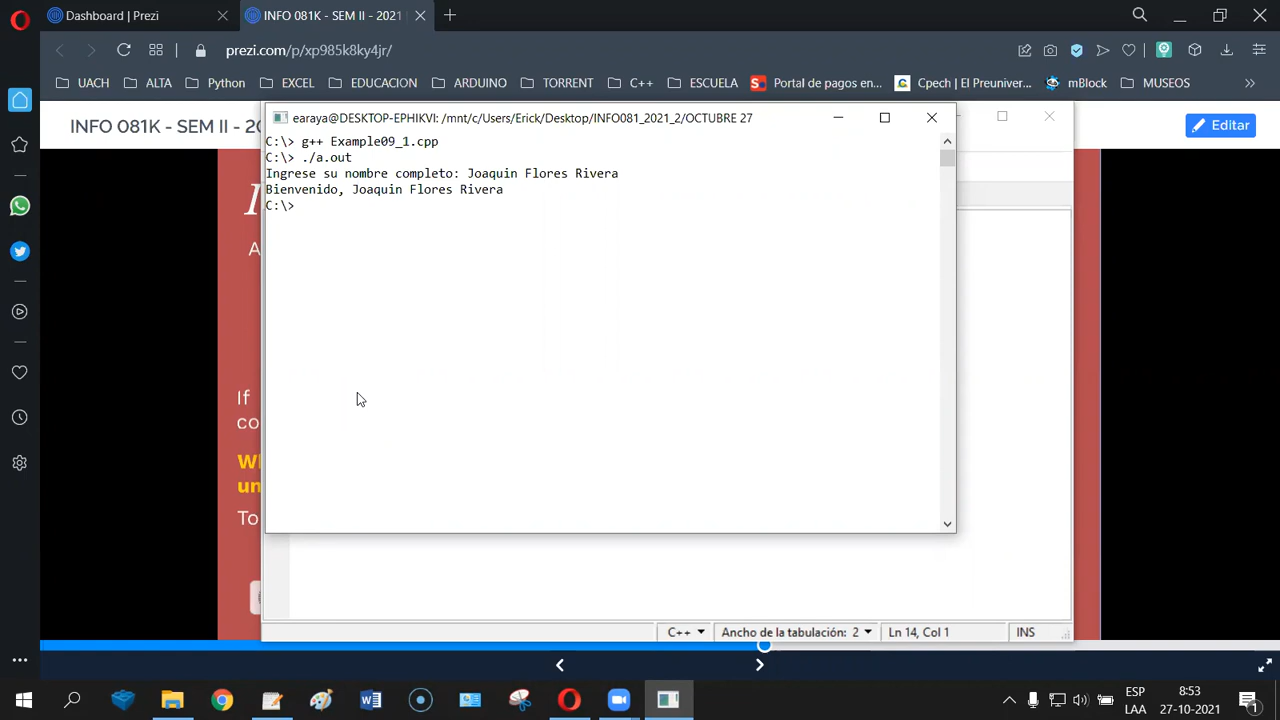 Dashboard | Prezi
INFO 081K - SEM II - 2021
prezi.com/p/xp985k8ky4jr/
UACH
ALTA
Python
EXCEL
EDUCACION
ARDUINO
TORRENT
C++
ESCUELA
Portal de pagos en...
Cpech | El Preuniver...
mBlock
MUSEOS
INFO 081K - SEM II - 20
Editar
earaya@DESKTOP-EPHIKVI: /mnt/c/Users/Erick/Desktop/INFO081_2021_2/OCTUBRE 27
C:\> g++ Example09_1.cpp
C:\> ./a.out
Ingrese su nombre completo: Joaquin Flores Rivera
Bienvenido, Joaquin Flores Rivera
C:\>
A
If
co
To
C++
Ancho de la tabulación: 2
Ln 14, Col 1
INS
ESP
LAA
8:53
27-10-2021
1